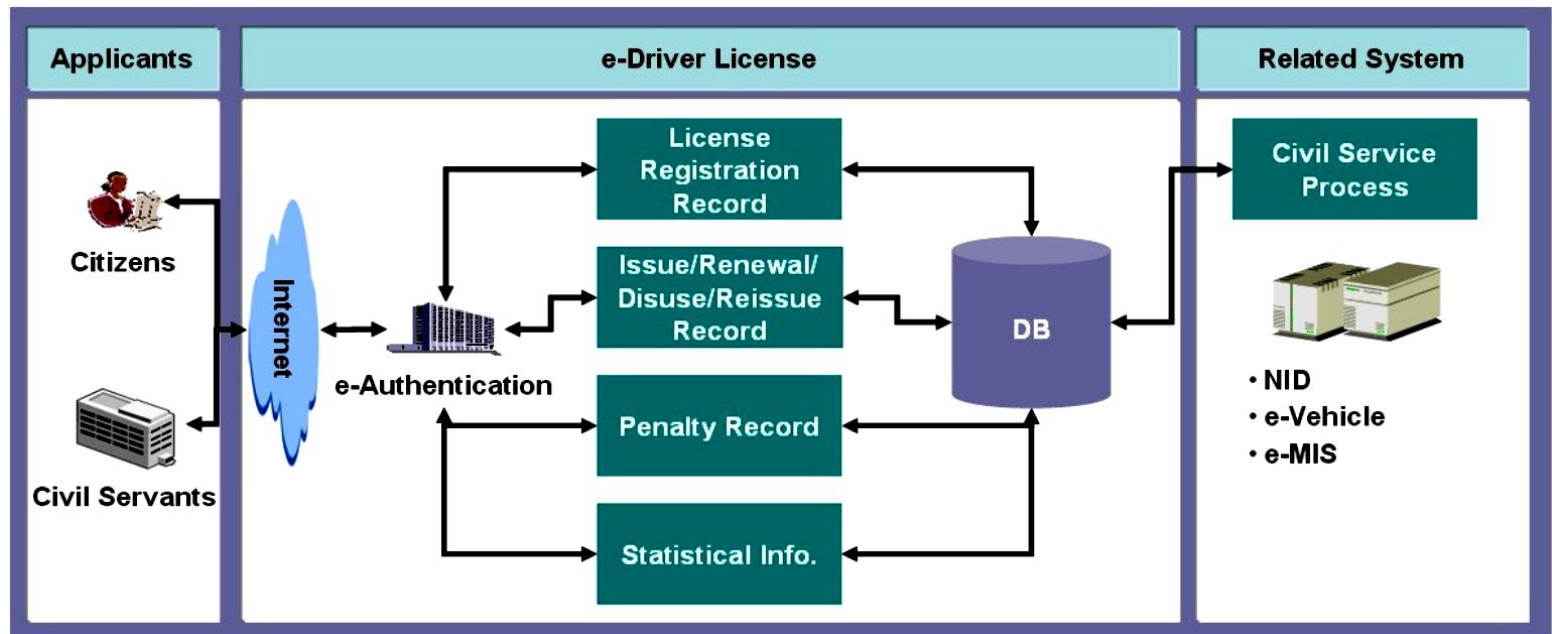 Applicants
e-Driver License
Related System
Citizens
Civil Servants
Internet
e-Authentication
License
Registration
Record
Issue/Renewal/
Disuse/Reissue
Record
Penalty Record
Statistical Info.
DB
Civil Service
Process
• NID
• e-Vehicle
• e-MIS